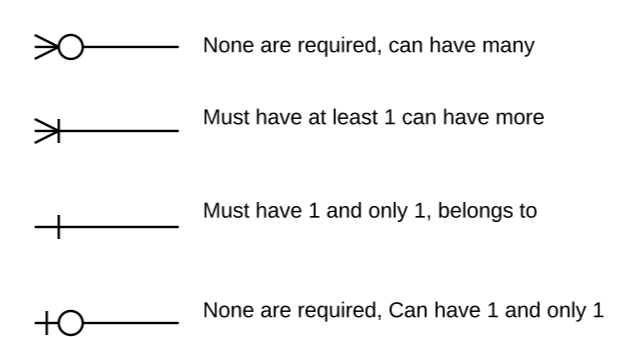 None are required, can have many
Must have at least 1 can have more
Must have 1 and only 1, belongs to
None are required, Can have 1 and only 1